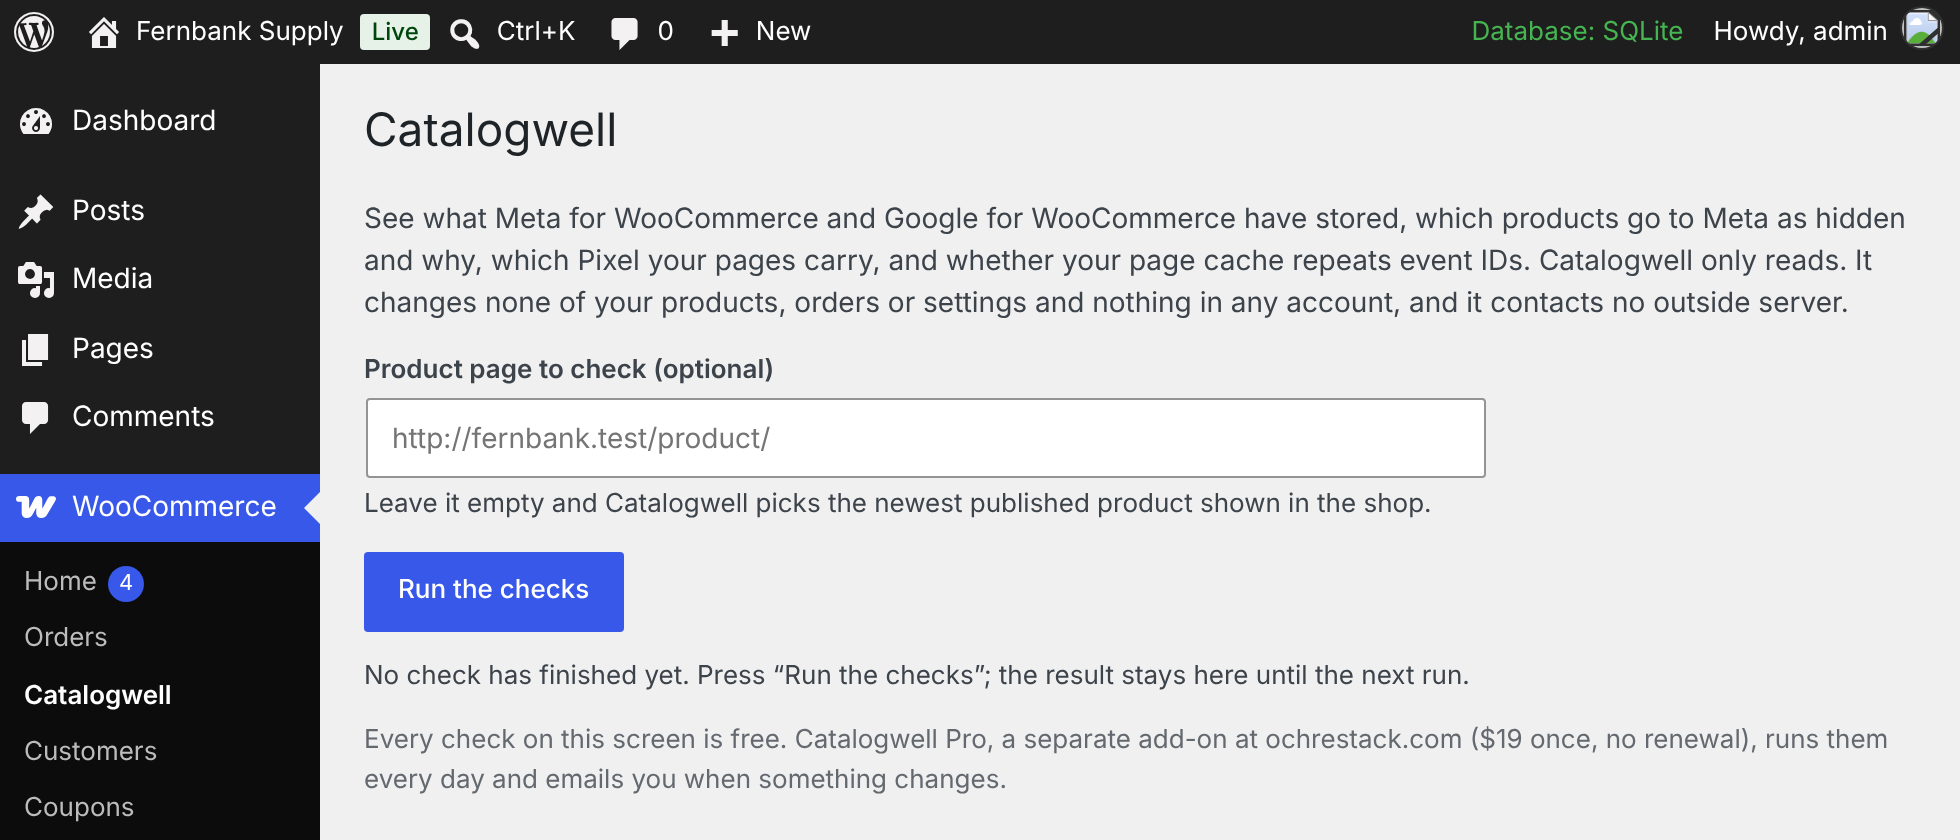 Fernbank Supply Live Ctrl+K 0 New Database: SQLite Howdy, admin
Dashboard
Posts
Media
Pages
Comments
WooCommerce
Home 4
Orders
Catalogwell
Customers
Coupons
Catalogwell
See what Meta for WooCommerce and Google for WooCommerce have stored, which products go to Meta as hidden
and why, which Pixel your pages carry, and whether your page cache repeats event IDs. Catalogwell only reads. It
changes none of your products, orders or settings and nothing in any account, and it contacts no outside server.
Product page to check (optional)
http://fernbank.test/product/
Leave it empty and Catalogwell picks the newest published product shown in the shop.
Run the checks
No check has finished yet. Press “Run the checks”; the result stays here until the next run.
Every check on this screen is free. Catalogwell Pro, a separate add-on at ochrestack.com ($19 once, no renewal), runs them
every day and emails you when something changes.